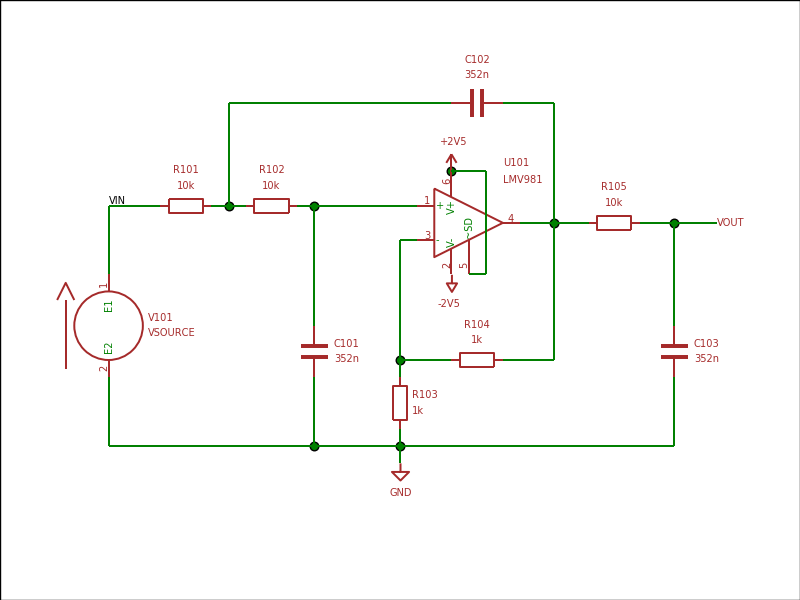 C102
352n
+2V5
U101
LMV981
R101
10k
R102
10k
R105
10k
VIN
6
1
+
V+
4
VOUT
3
-
V-
~SD
2
5
-2V5
1
E1
V101
VSOURCE
E2
2
R104
1k
C101
352n
C103
352n
R103
1k
GND